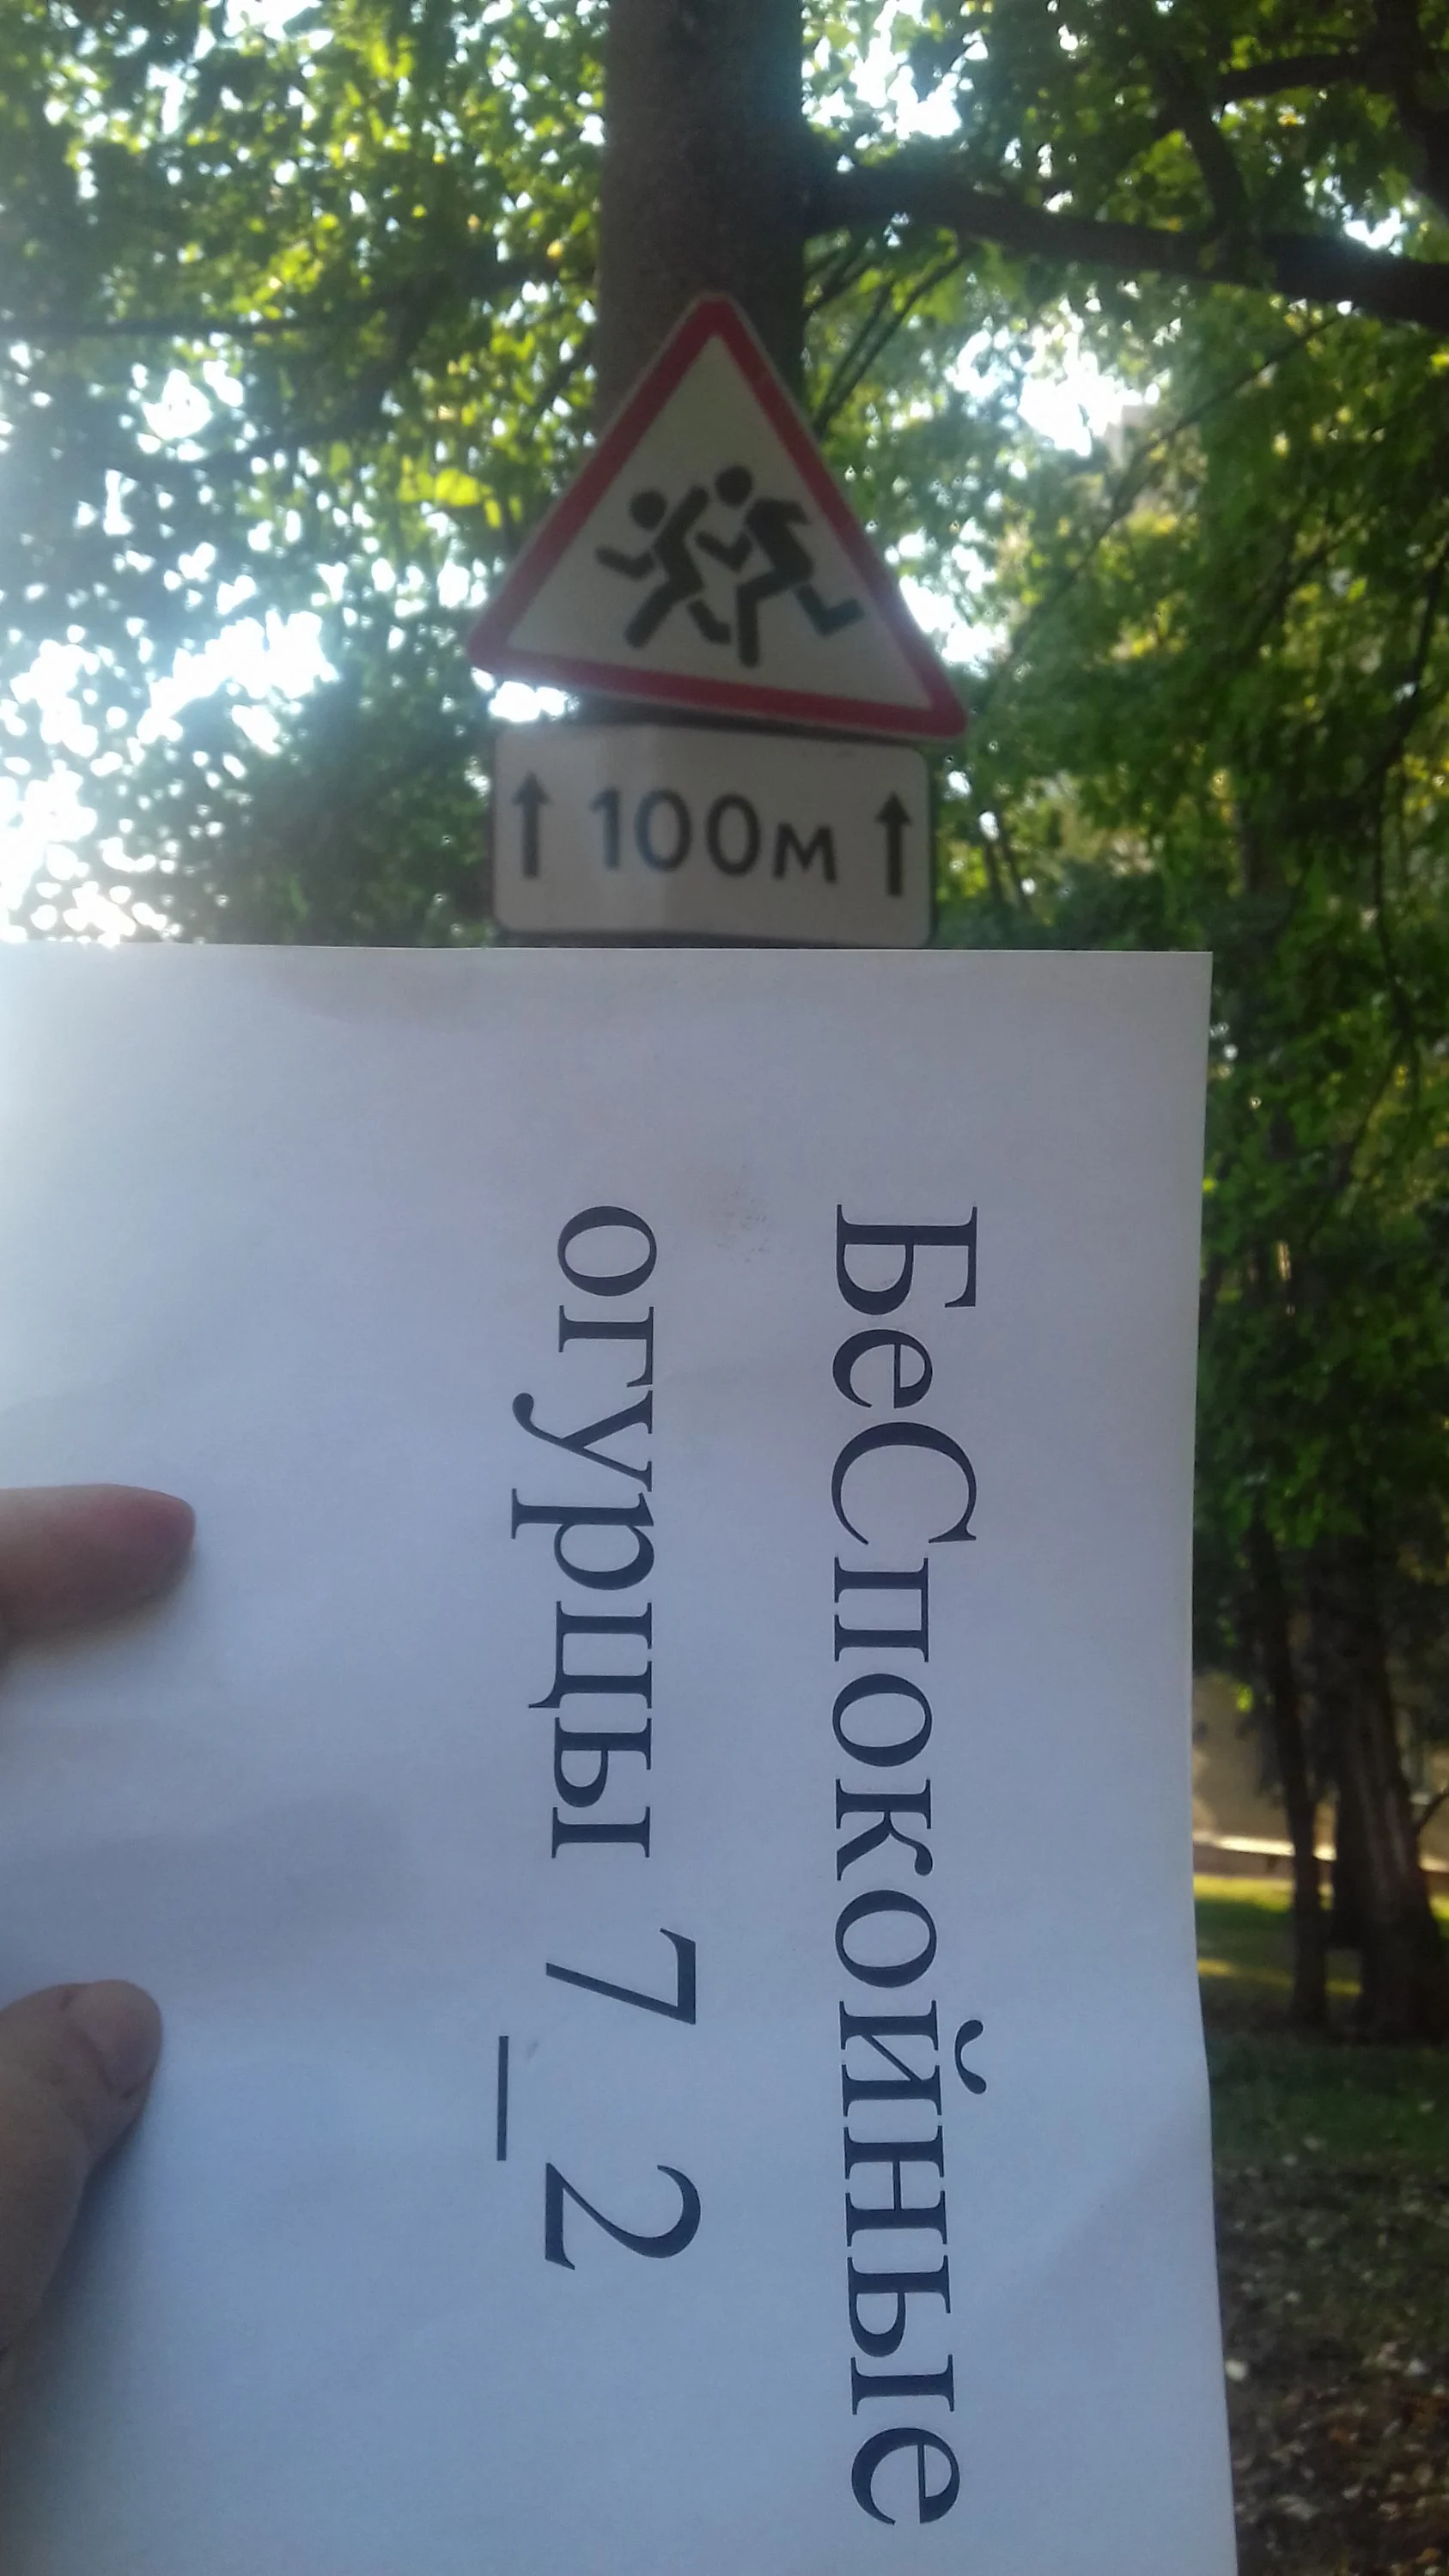 ↑ 100м ↑
БеСпокойные
огурцы 7_2